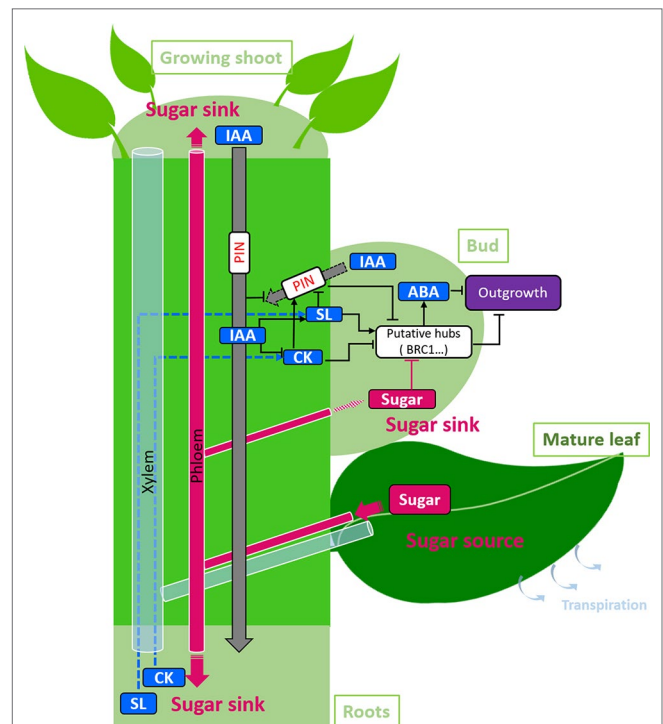 Growing shoot
Sugar sink
IAA
PIN
Bud
IAA
PIN
ABA
Outgrowth
SL
IAA
CK
Putative hubs
( BRC1...)
Sugar
Sugar sink
Mature leaf
Xylem
Phloem
Sugar
Sugar source
Transpiration
CK
SL
Sugar sink
Roots